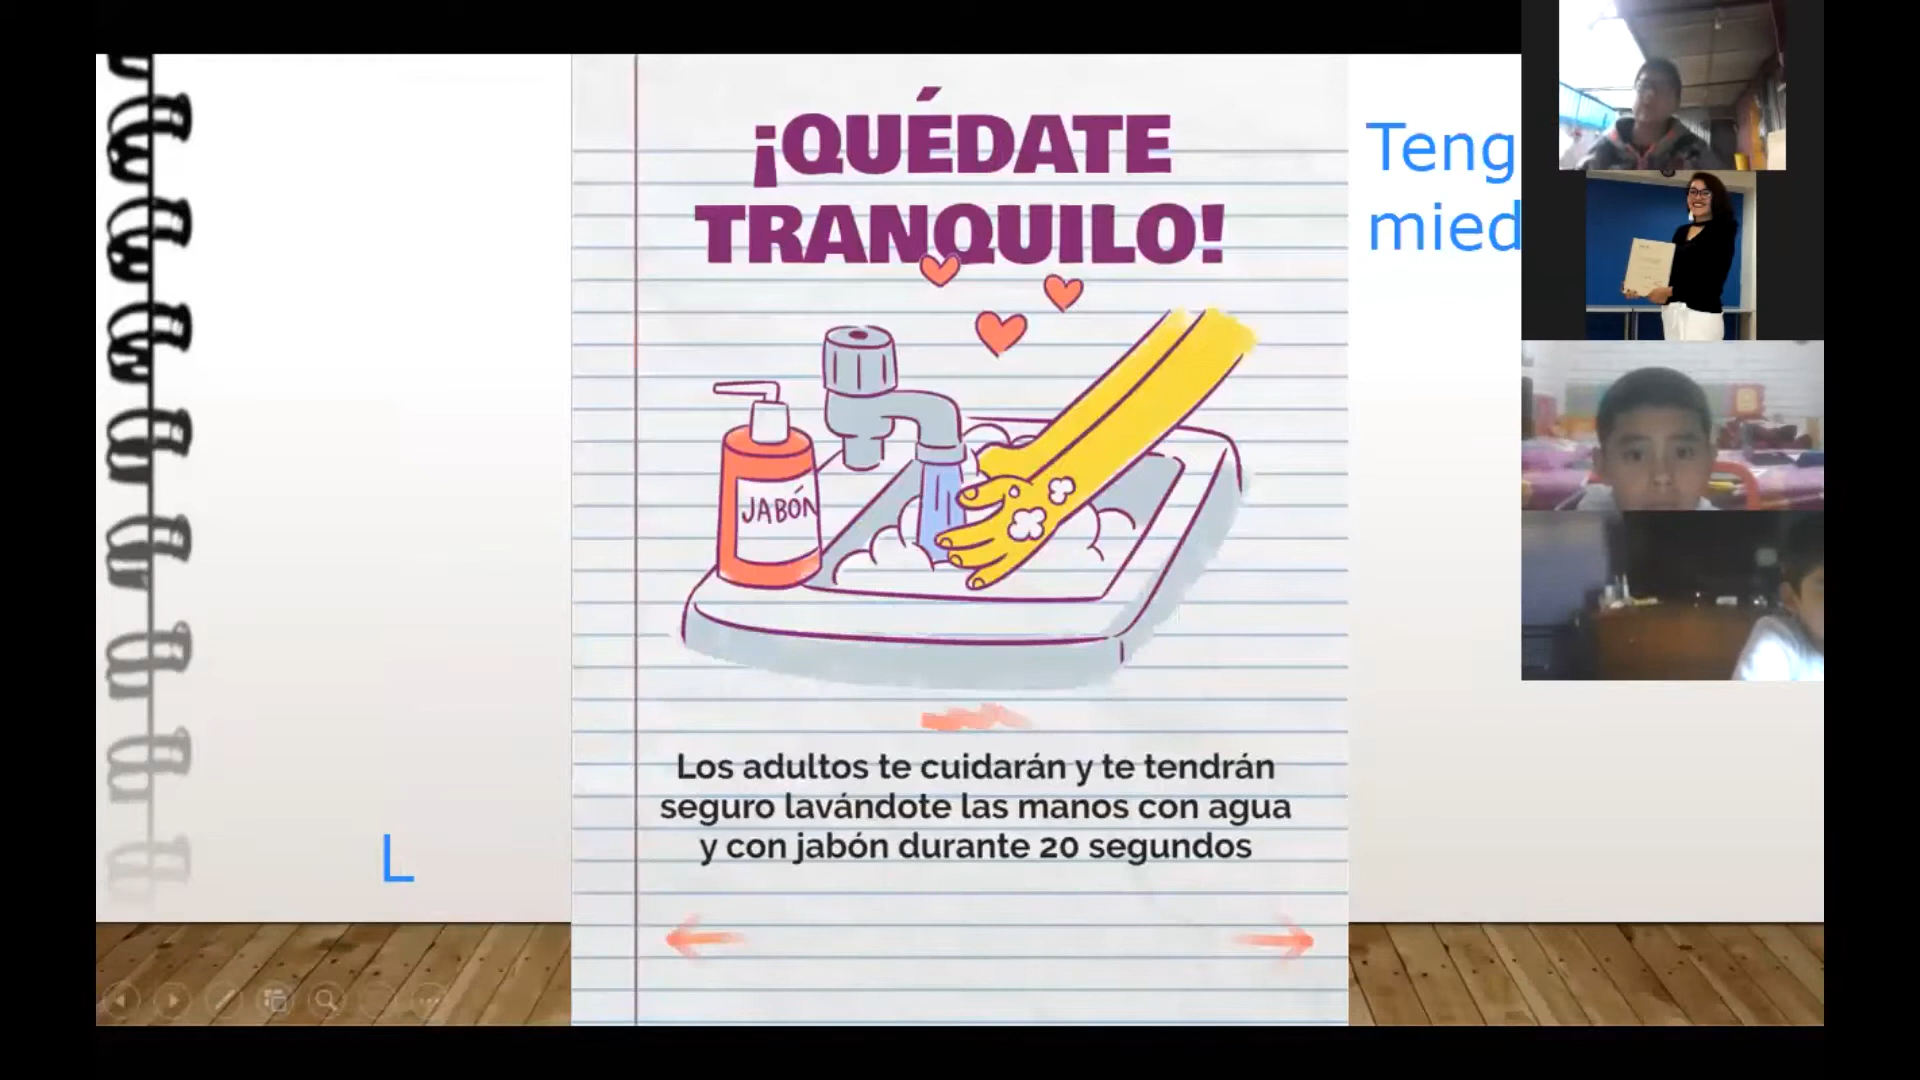 ¡QUÉDATE
TRANQUILO!
JABÓN
Los adultos te cuidarán y te tendrán
seguro lavándote las manos con agua
y con jabón durante 20 segundos
Teng
mied
L